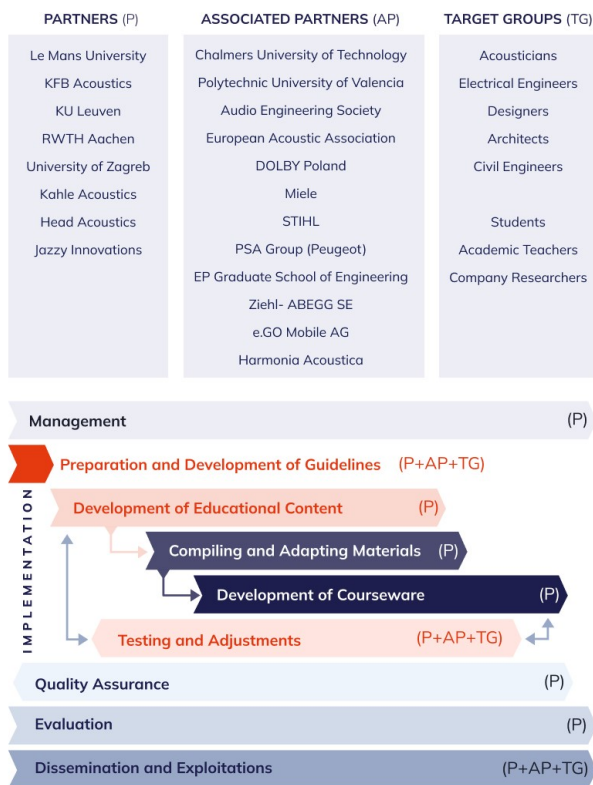 PARTNERS (P)
Le Mans University
KFB Acoustics
KU Leuven
RWTH Aachen
University of Zagreb
Kahle Acoustics
Head Acoustics
Jazzy Innovations
ASSOCIATED PARTNERS (AP)
Chalmers University of Technology
Polytechnic University of Valencia
Audio Engineering Society
European Acoustic Association
DOLBY Poland
Miele
STIHL
PSA Group (Peugeot)
EP Graduate School of Engineering
Ziehl- ABEGG SE
e.GO Mobile AG
Harmonia Acoustica
TARGET GROUPS (TG)
Acousticians
Electrical Engineers
Designers
Architects
Civil Engineers
Students
Academic Teachers
Company Researchers
Management (P)
Preparation and Development of Guidelines (P+AP+TG)
IMPLEMENTATION
Development of Educational Content (P)
Compiling and Adapting Materials (P)
Development of Courseware (P)
Testing and Adjustments (P+AP+TG)
Quality Assurance (P)
Evaluation (P)
Dissemination and Exploitations (P+AP+TG)